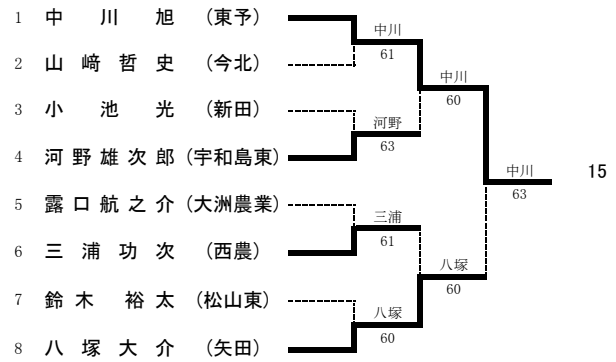 1 中川旭 (東予)
中川
61
2 山﨑哲史 (今北)
中川
60
3 小池光 (新田)
河野
63
4 河野雄次郎 (宇和島東)
中川
63
15
5 露口航之介 (大洲農業)
三浦
61
6 三浦功次 (西農)
八塚
60
7 鈴木裕太 (松山東)
八塚
60
8 八塚大介 (矢田)